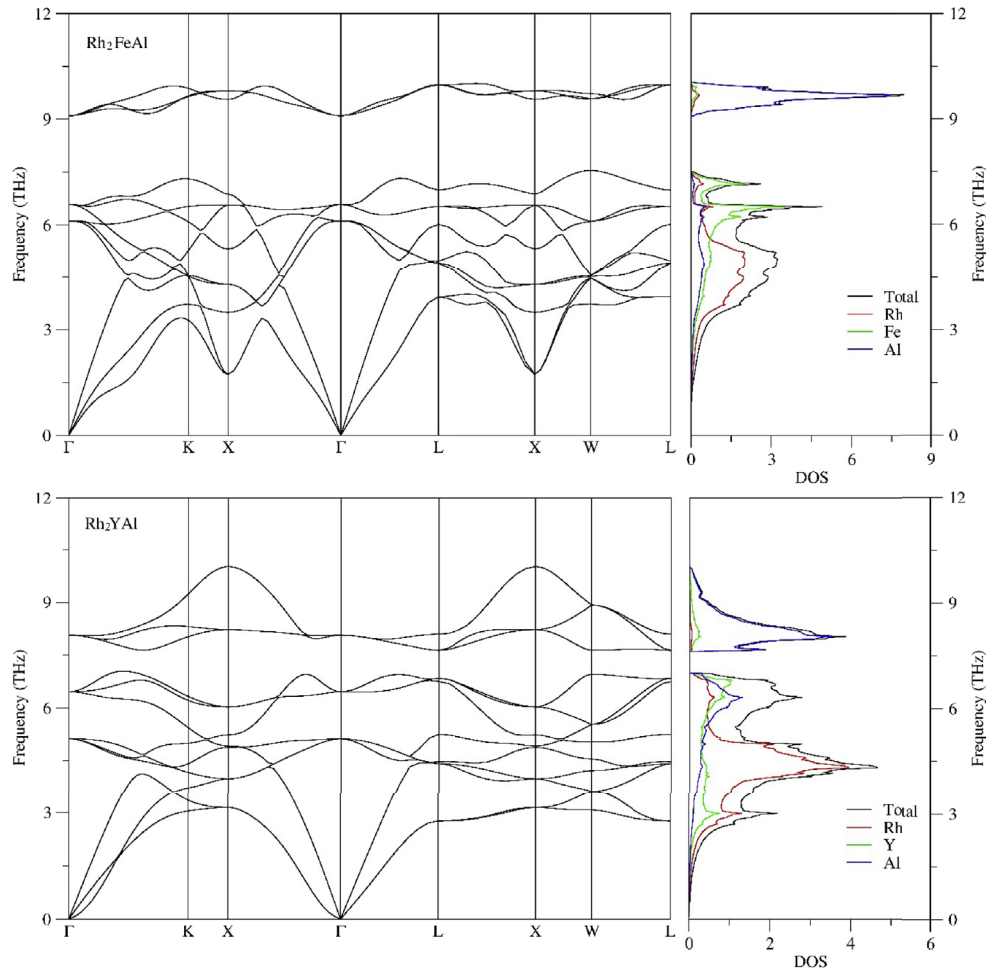 12 12
Rh₂FeAl
9 9
Frequency (THz) Frequency (THz)
6 6
Total
Rh
3 3
Fe
Al
0 0
Γ K X Γ L X W L 0 3 6 9
DOS
12 12
Rh₂YAl
9 9
Frequency (THz) Frequency (THz)
6 6
3 3
Total
Rh
Y
Al
0 0
Γ K X Γ L X W L 0 2 4 6
DOS